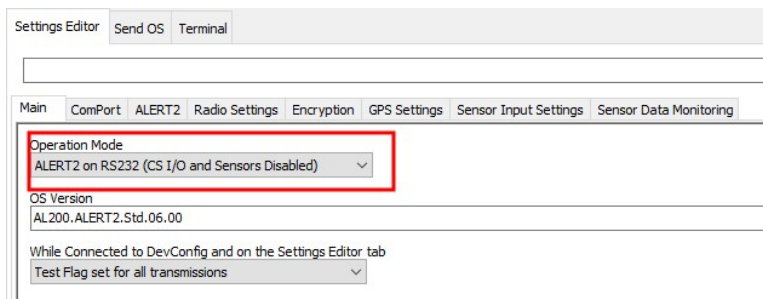 Settings Editor Send OS Terminal
Main ComPort ALERT2 Radio Settings Encryption GPS Settings Sensor Input Settings Sensor Data Monitoring
Operation Mode
ALERT2 on RS232 (CS I/O and Sensors Disabled)
OS Version
AL200.ALERT2.Std.06.00
While Connected to DevConfig and on the Settings Editor tab
Test Flag set for all transmissions